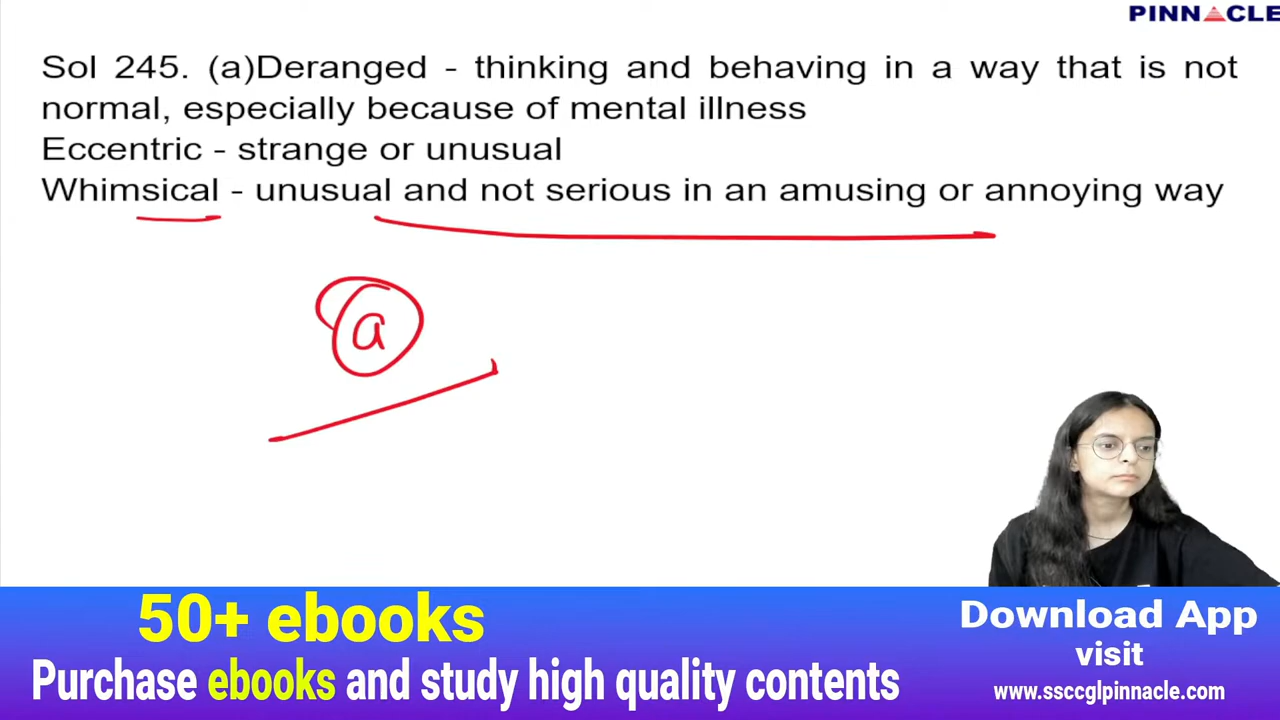 PINNACLE
Sol 245. (a)Deranged - thinking and behaving in a way that is not
normal, especially because of mental illness
Eccentric - strange or unusual
Whimsical - unusual and not serious in an amusing or annoying way
a
50+ ebooks
Purchase ebooks and study high quality contents
Download App
visit
www.ssccglpinnacle.com